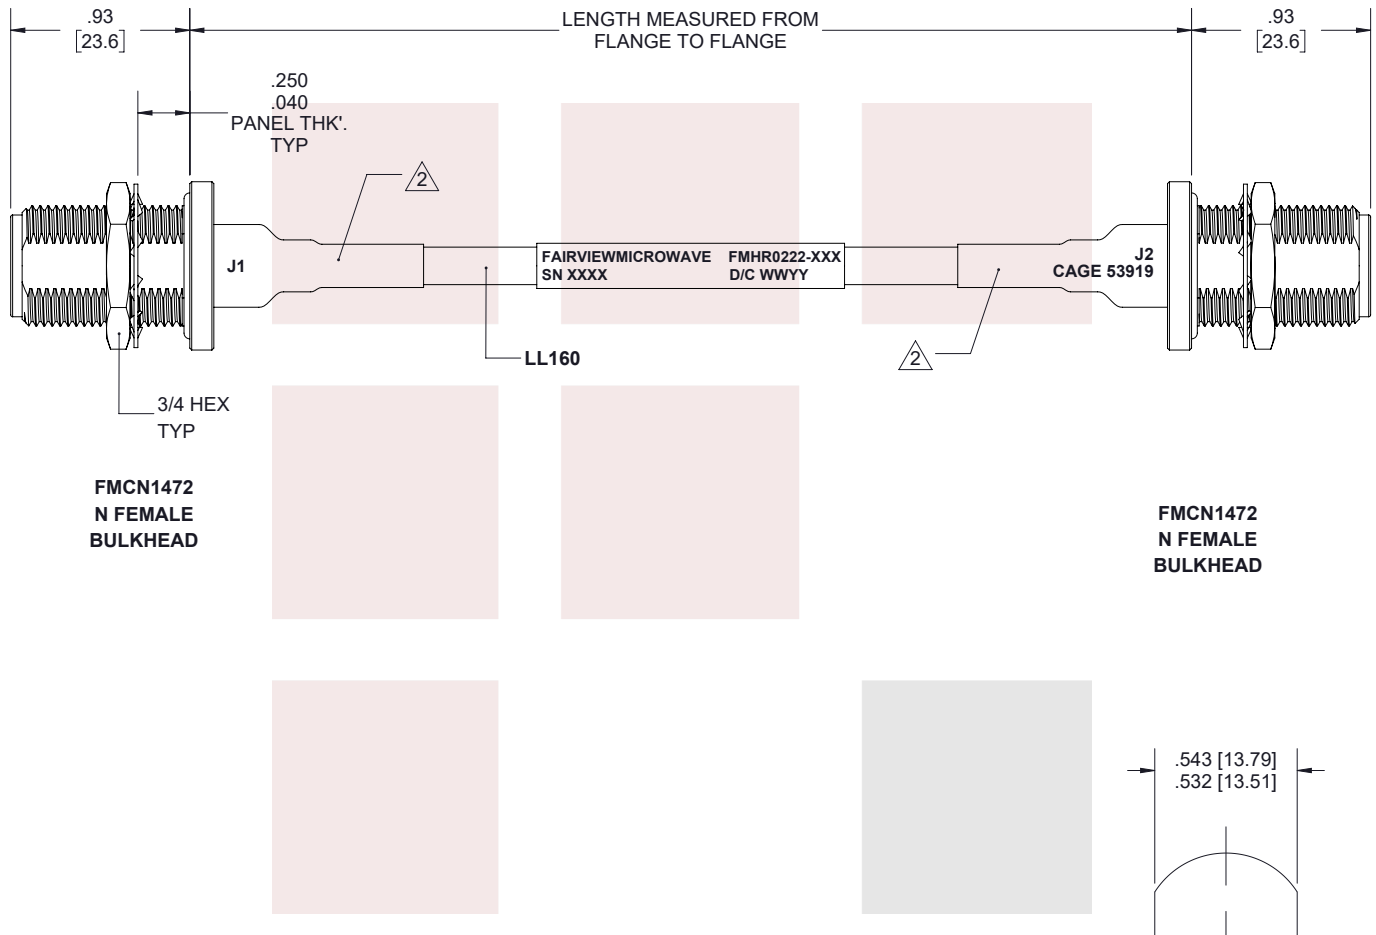 .93
[23.6]
LENGTH MEASURED FROM
FLANGE TO FLANGE
.93
[23.6]
.250
.040
PANEL THK'.
TYP
2
J1
FAIRVIEWMICROWAVE FMHR0222-XXX
SN XXXX D/C WWYY
J2
CAGE 53919
LL160
2
3/4 HEX
TYP
FMCN1472
N FEMALE
BULKHEAD
FMCN1472
N FEMALE
BULKHEAD
.543 [13.79]
.532 [13.51]